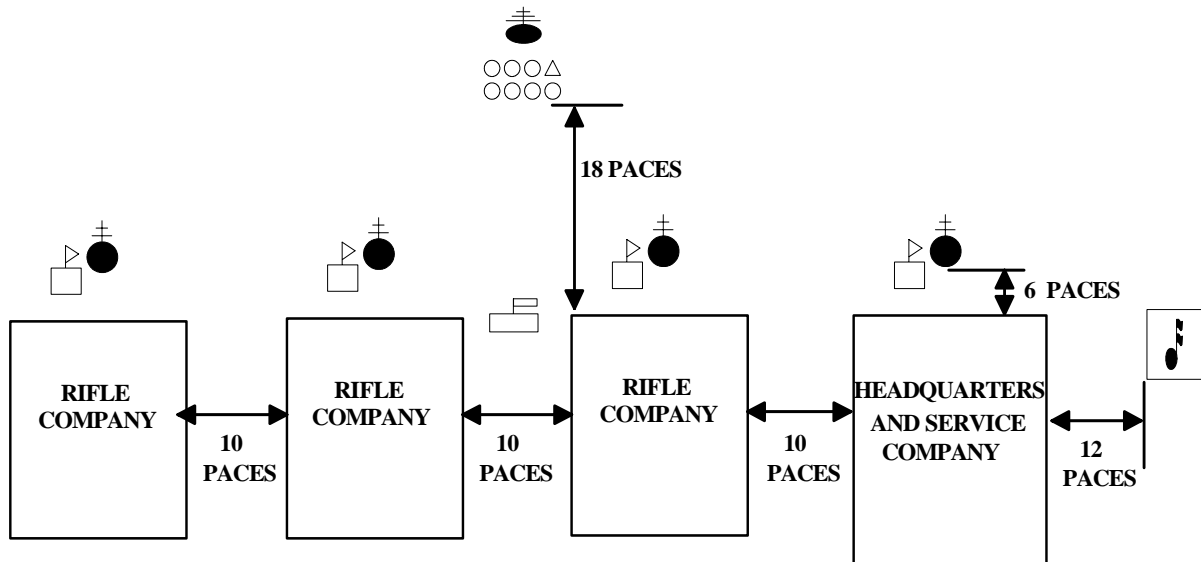 18 PACES
6 PACES
RIFLE
COMPANY
RIFLE
COMPANY
RIFLE
COMPANY
HEADQUARTERS
AND SERVICE
COMPANY
10
PACES
10
PACES
10
PACES
12
PACES